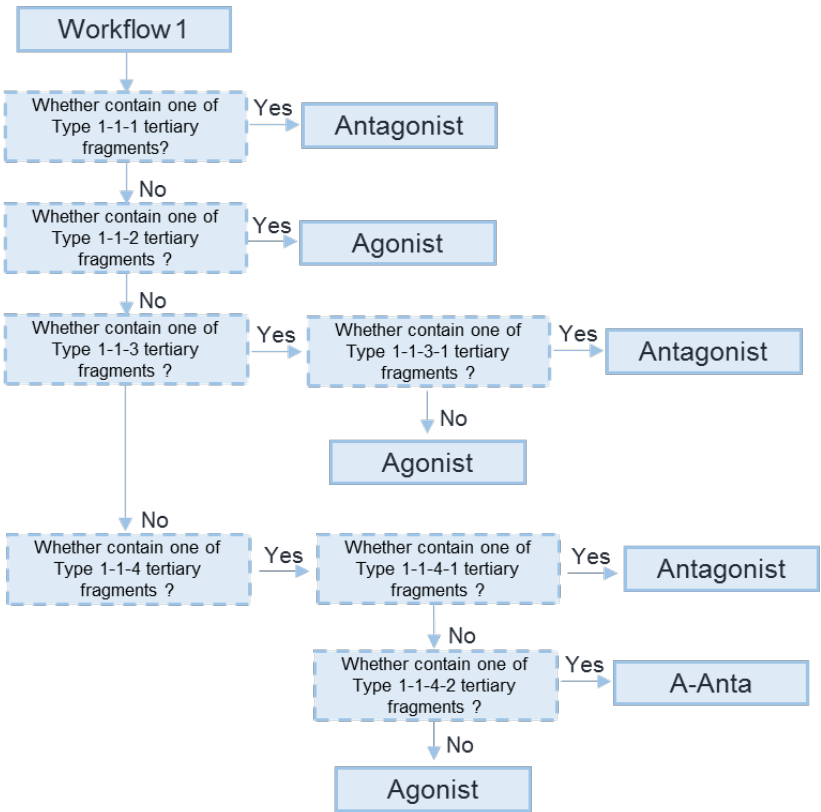 Workflow 1
Whether contain one of
Type 1-1-1 tertiary
fragments?
Yes
Antagonist
No
Whether contain one of
Type 1-1-2 tertiary
fragments ?
Yes
Agonist
No
Whether contain one of
Type 1-1-3 tertiary
fragments ?
Yes
Whether contain one of
Type 1-1-3-1 tertiary
fragments ?
Yes
Antagonist
No
Agonist
No
Whether contain one of
Type 1-1-4 tertiary
fragments ?
Yes
Whether contain one of
Type 1-1-4-1 tertiary
fragments ?
Yes
Antagonist
No
Whether contain one of
Type 1-1-4-2 tertiary
fragments ?
Yes
A-Anta
No
Agonist